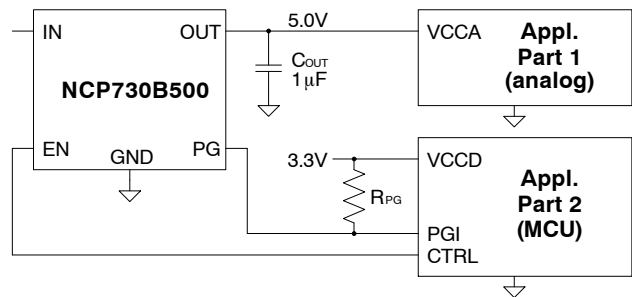 IN
OUT
5.0V
VCCA
Appl.
Part 1
(analog)
COUT
1µF
NCP730B500
EN
GND
PG
3.3V
VCCD
RPG
Appl.
Part 2
(MCU)
PGI
CTRL